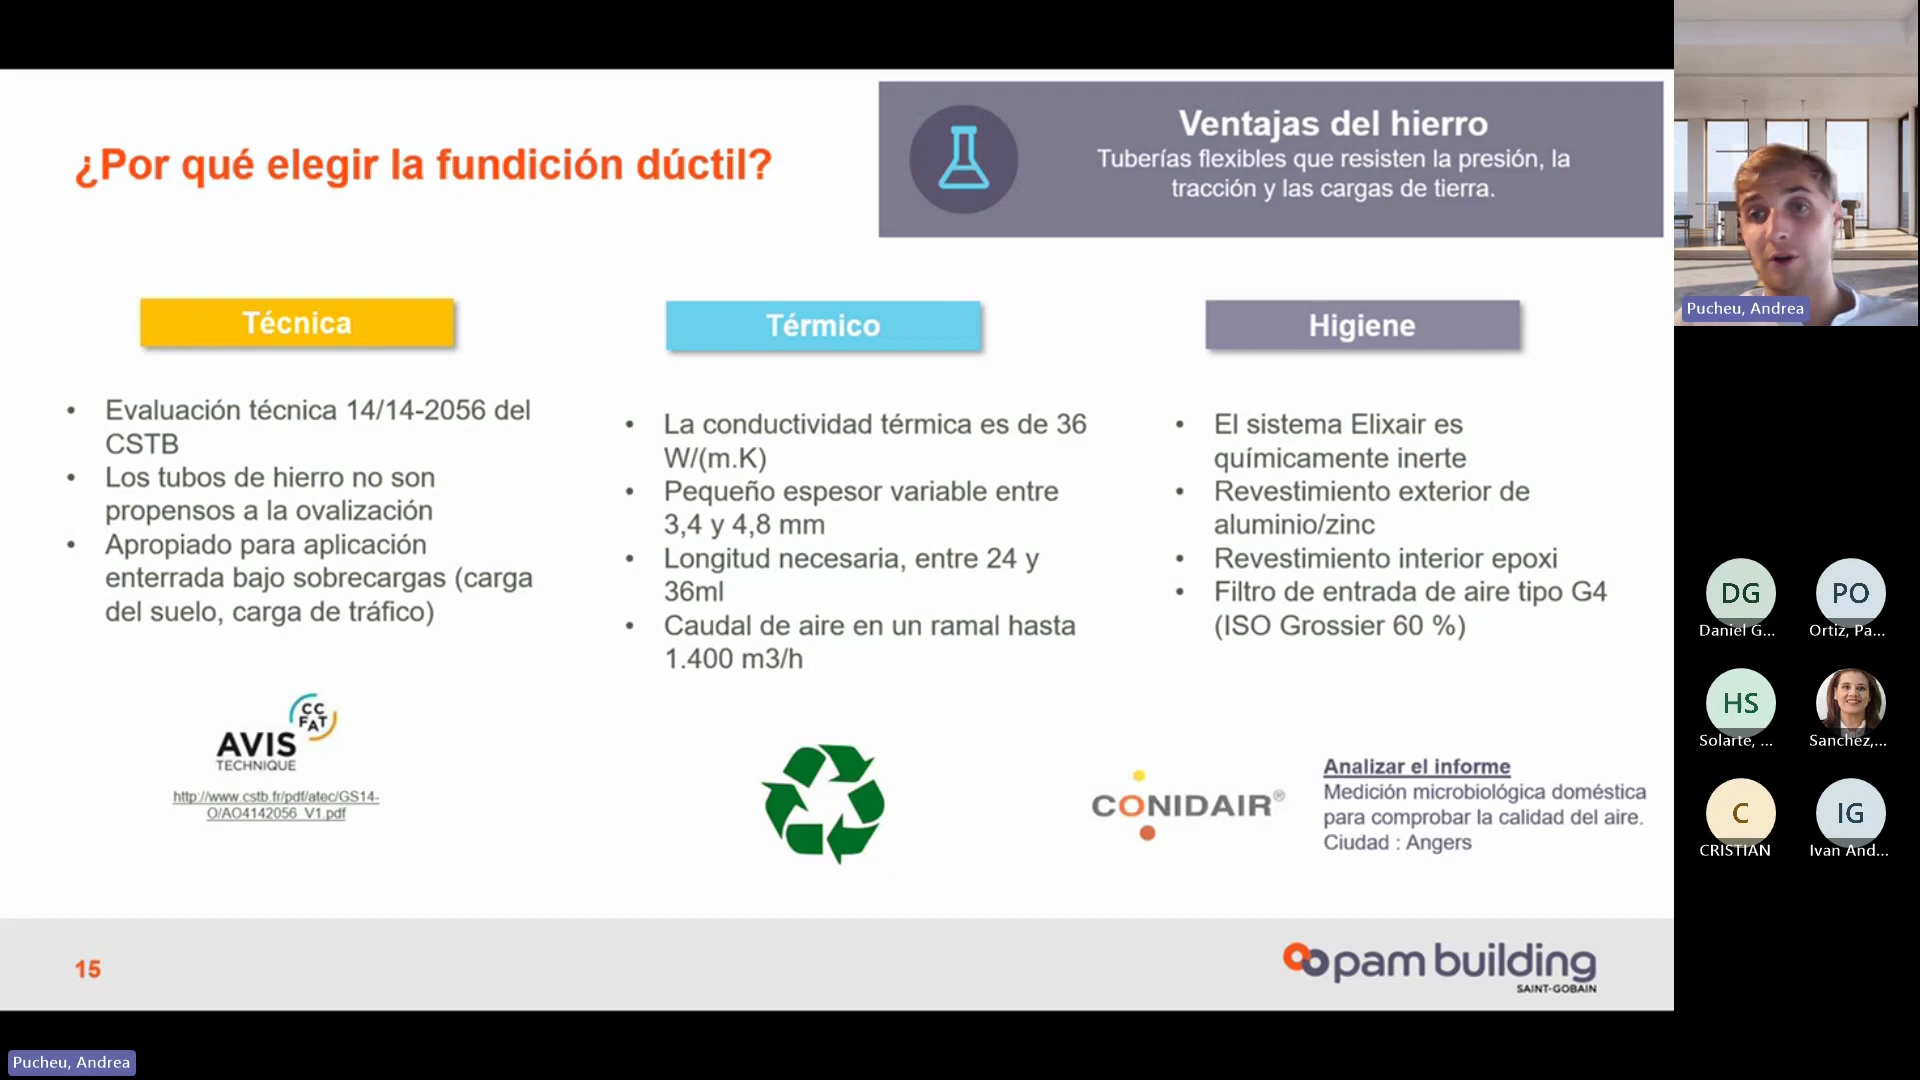 ¿Por qué elegir la fundición dúctil?
Ventajas del hierro
Tuberías flexibles que resisten la presión, la
tracción y las cargas de tierra.
Técnica
• Evaluación técnica 14/14-2056 del
CSTB
• Los tubos de hierro no son
propensos a la ovalización
• Apropiado para aplicación
enterrada bajo sobrecargas (carga
del suelo, carga de tráfico)
CC
FAT
AVIS
TECHNIQUE
http://www.cstb.fr/pdf/atec/GS14-
O/AO4142056_V1.pdf
Térmico
• La conductividad térmica es de 36
W/(m.K)
• Pequeño espesor variable entre
3,4 y 4,8 mm
• Longitud necesaria, entre 24 y
36ml
• Caudal de aire en un ramal hasta
1.400 m3/h
Higiene
• El sistema Elixair es
químicamente inerte
• Revestimiento exterior de
aluminio/zinc
• Revestimiento interior epoxi
• Filtro de entrada de aire tipo G4
(ISO Grossier 60 %)
CONIDAIR®
Analizar el informe
Medición microbiológica doméstica
para comprobar la calidad del aire.
Ciudad : Angers
15
pam building
SAINT-GOBAIN
Pucheu, Andrea
Pucheu, Andrea
DG
Daniel G...
PO
Ortiz, Pa...
HS
Solarte, ...
Sanchez,...
C
CRISTIAN
IG
Ivan And...